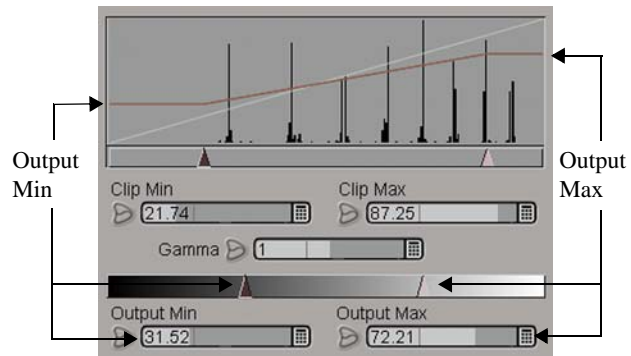 Output
Min
Output
Max
Clip Min
Clip Max
21.74
87.25
Gamma
1
Output Min
Output Max
31.52
72.21